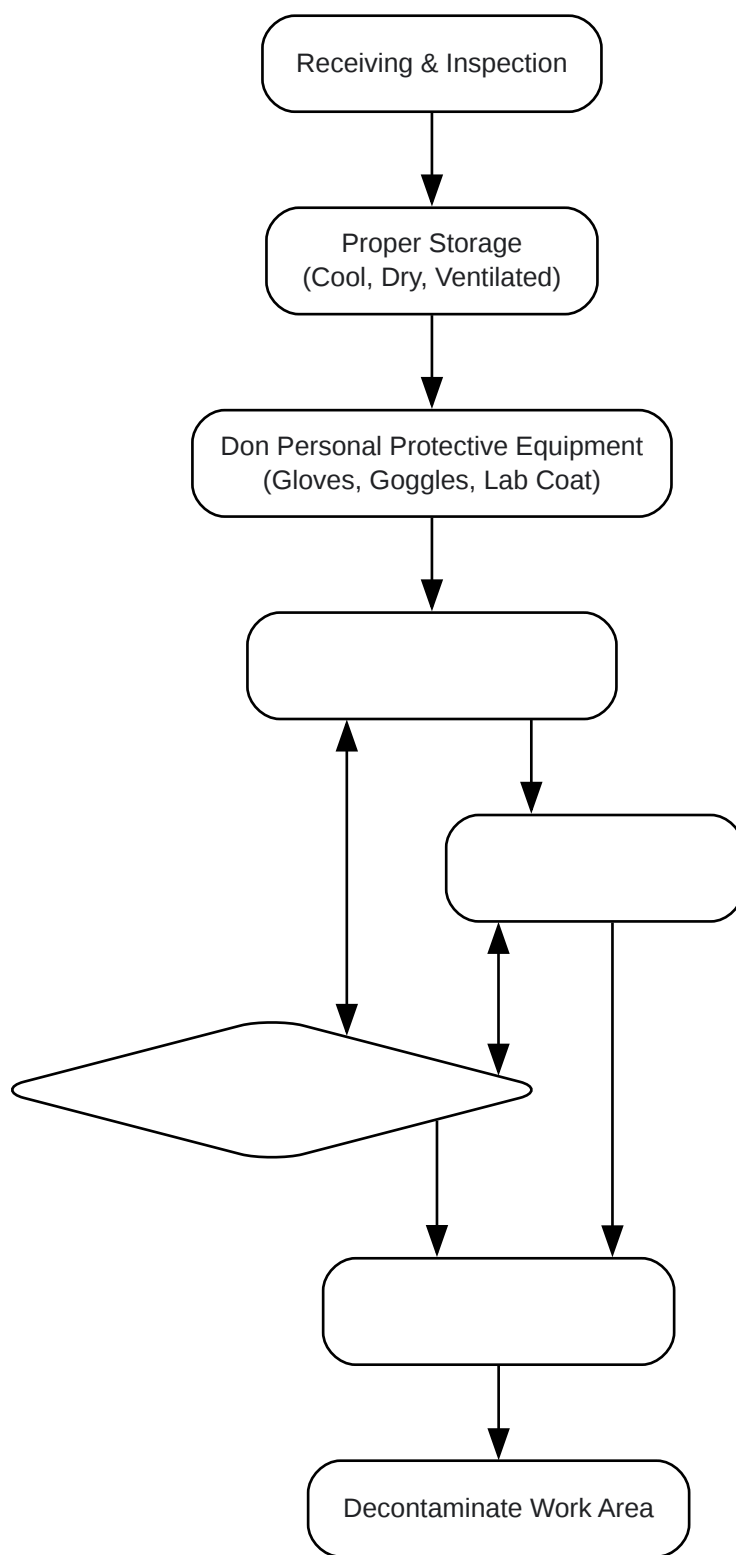 Receiving & Inspection
Proper Storage
(Cool, Dry, Ventilated)
Don Personal Protective Equipment
(Gloves, Goggles, Lab Coat)
Decontaminate Work Area